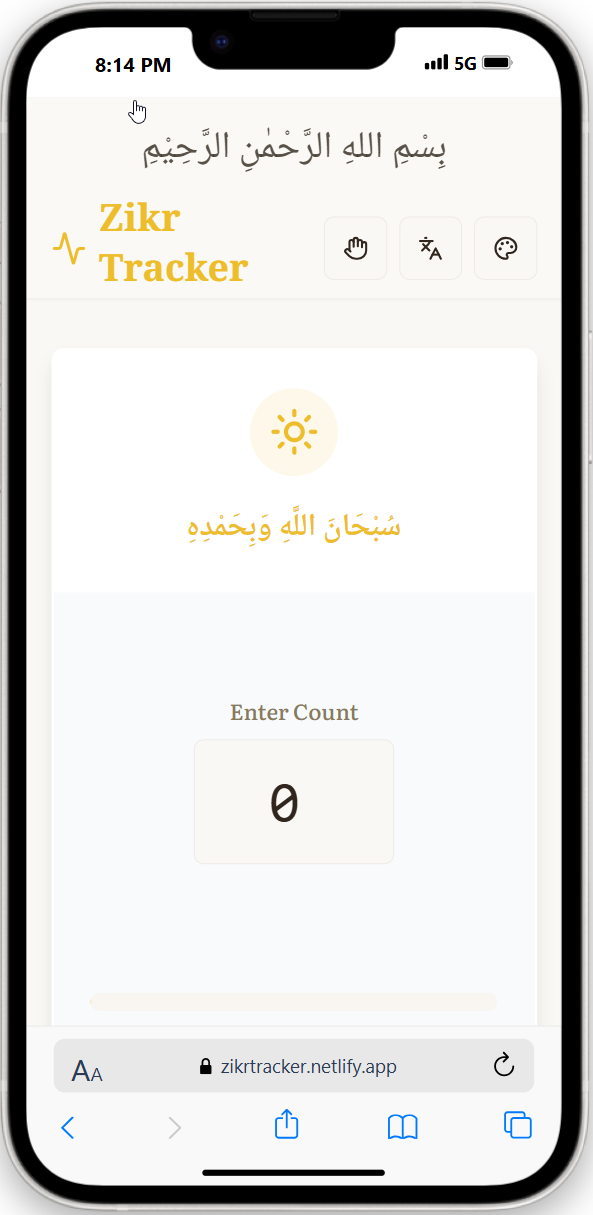 8:14 PM 5G
بِسْمِ اللهِ الرَّحْمٰنِ الرَّحِيْمِ
Zikr
Tracker
سُبْحَانَ اللَّهِ وَبِحَمْدِهِ
Enter Count
0
AA zikrtracker.netlify.app